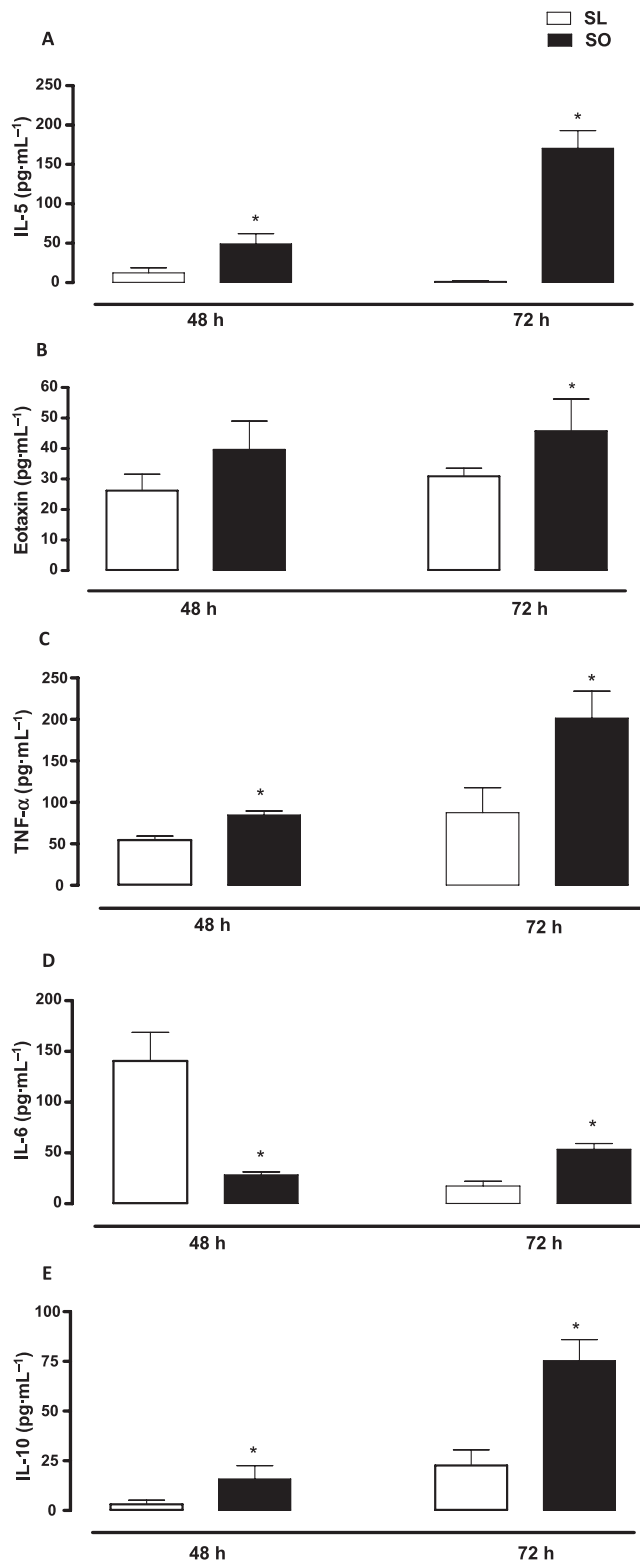 SL
SO
A
IL-5 (pg·mL⁻¹)
250
200
150
100
50
0
*
*
48 h
72 h
B
Eotaxin (pg·mL⁻¹)
60
50
40
30
20
10
0
*
48 h
72 h
C
TNF-α (pg·mL⁻¹)
250
200
150
100
50
0
*
*
48 h
72 h
D
IL-6 (pg·mL⁻¹)
200
150
100
50
0
*
*
48 h
72 h
E
IL-10 (pg·mL⁻¹)
100
75
50
25
0
*
*
48 h
72 h